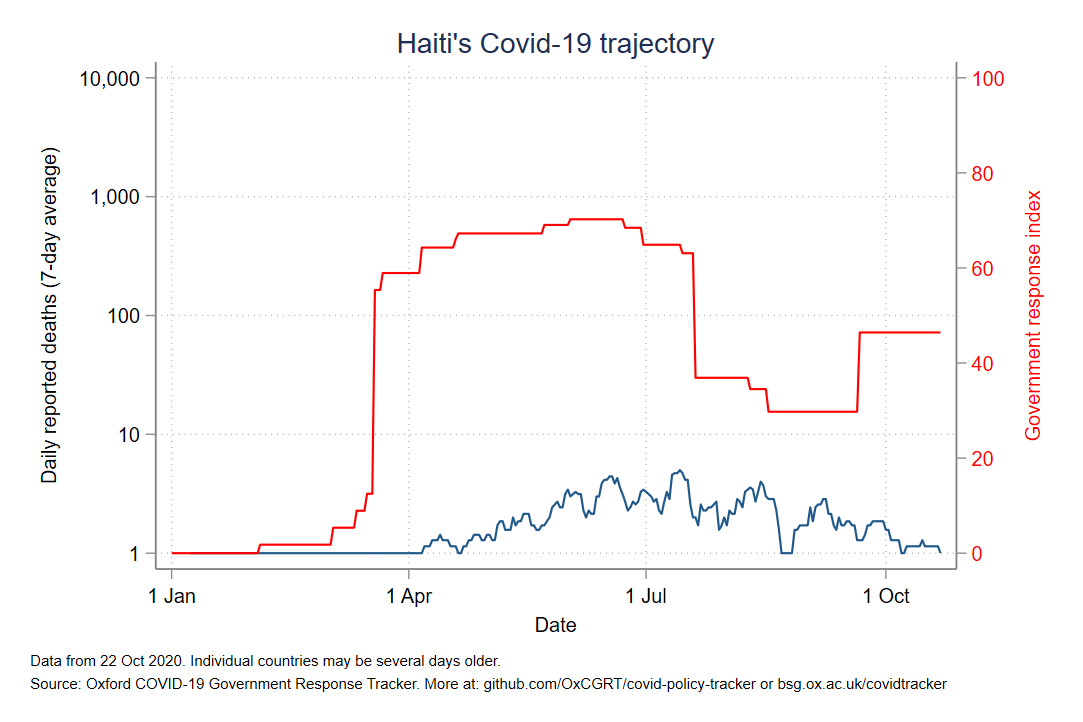 Haiti's Covid-19 trajectory
10,000
1,000
100
10
1
Daily reported deaths (7-day average)
100
80
60
40
20
0
Government response index
1 Jan
1 Apr
1 Jul
1 Oct
Date
Data from 22 Oct 2020. Individual countries may be several days older.
Source: Oxford COVID-19 Government Response Tracker. More at: github.com/OxCGRT/covid-policy-tracker or bsg.ox.ac.uk/covidtracker